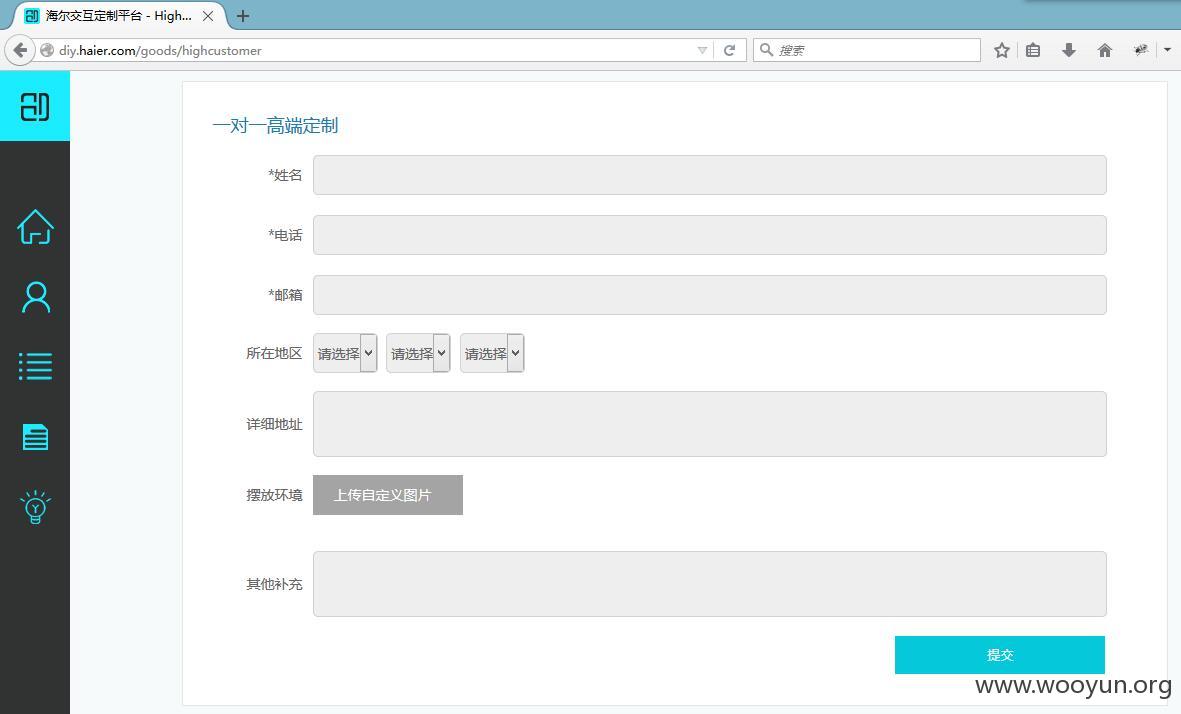 海尔交互定制平台 - High...
diy.haier.com/goods/highcustomer
搜索
一对一高端定制
*姓名
*电话
*邮箱
所在地区 请选择 请选择 请选择
详细地址
摆放环境 上传自定义图片
其他补充
提交
www.wooyun.org